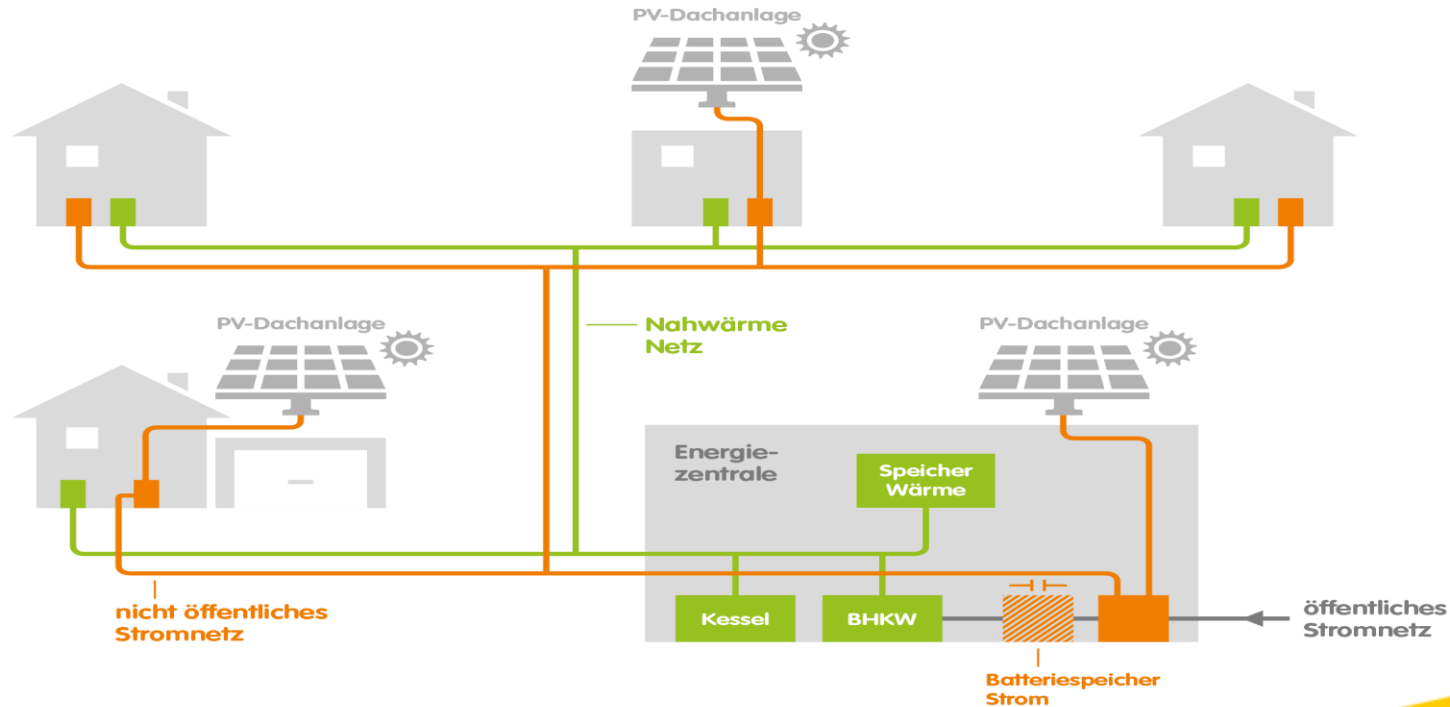 PV-Dachanlage
PV-Dachanlage
Nahwärme
Netz
PV-Dachanlage
Energie-
zentrale
Speicher
Wärme
nicht öffentliches
Stromnetz
Kessel
BHKW
öffentliches
Stromnetz
Batteriespeicher
Strom